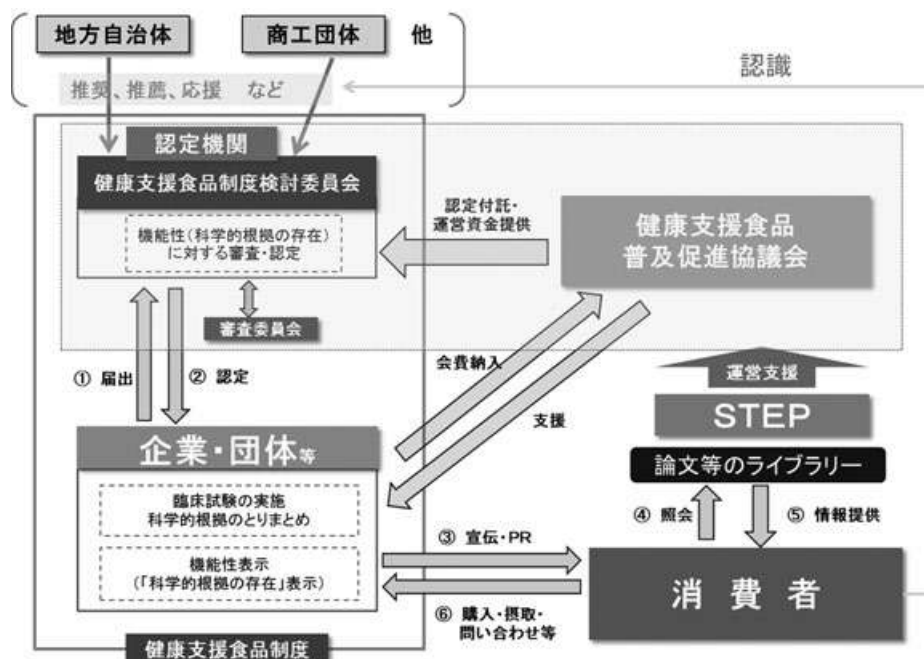 地方自治体
商工団体
他
推奨、推薦、応援 など
認識
認定機関
健康支援食品制度検討委員会
機能性(科学的根拠の存在)
に対する審査・認定
審査委員会
認定付託・
運営資金提供
健康支援食品
普及促進協議会
① 届出
② 認定
会費納入
支援
運営支援
STEP
論文等のライブラリー
④ 照会
⑤ 情報提供
企業・団体等
臨床試験の実施
科学的根拠のとりまとめ
機能性表示
(「科学的根拠の存在」表示)
③ 宣伝・PR
⑥ 購入・摂取・
問い合わせ等
消費者
健康支援食品制度